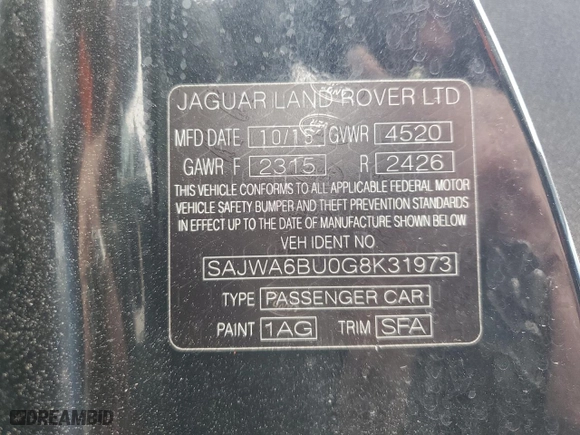 JAGUAR LAND ROVER LTD
MFD DATE 10/15 GVWR 4520
GAWR F 2315 R 2426
THIS VEHICLE CONFORMS TO ALL APPLICABLE FEDERAL MOTOR
VEHICLE SAFETY BUMPER AND THEFT PREVENTION STANDARDS
IN EFFECT UP TO THE DATE OF MANUFACTURE SHOWN BELOW
VEH IDENT NO
SAJWA6BU0G8K31973
TYPE PASSENGER CAR
PAINT 1AG TRIM SFA
DREAMBID